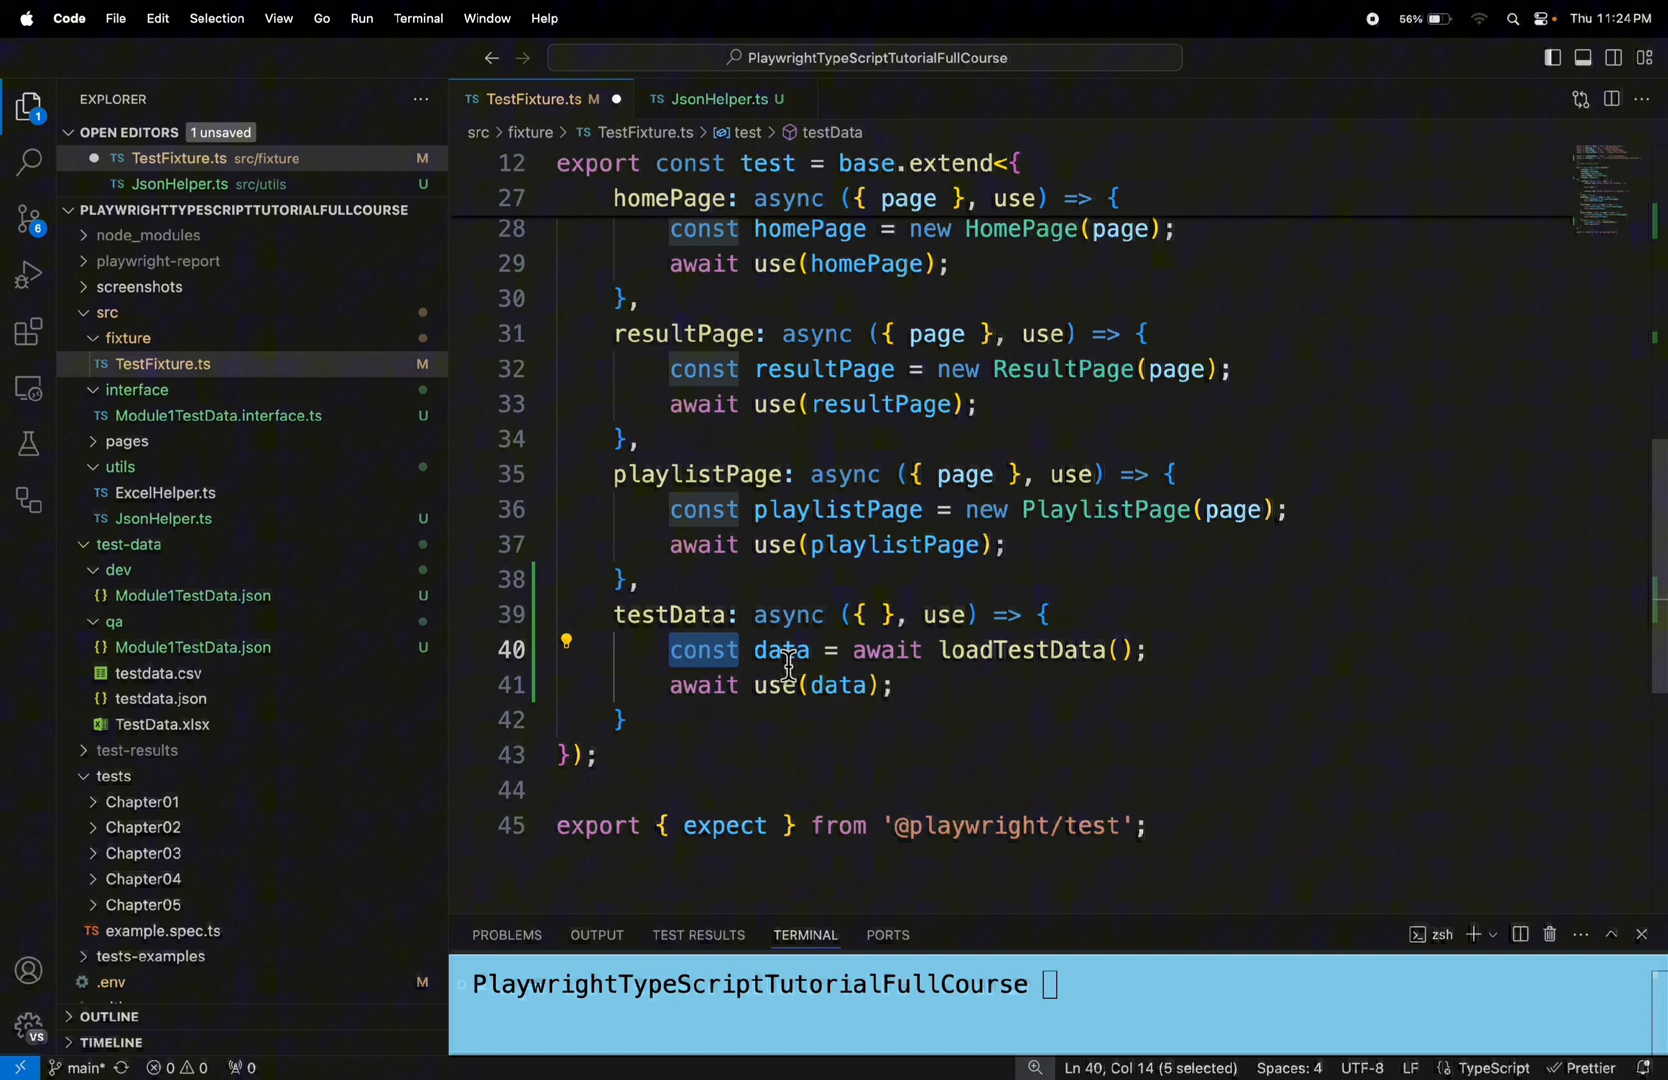 Code File Edit Selection View Go Run Terminal Window Help 56% Thu 11:24 PM
PlaywrightTypeScriptTutorialFullCourse
EXPLORER
OPEN EDITORS 1 unsaved
TS TestFixture.ts src/fixture M
TS JsonHelper.ts src/utils U
PLAYWRIGHTTYPESCRIPTTUTORIALFULLCOURSE
node_modules
playwright-report
screenshots
src
fixture
TS TestFixture.ts M
interface
TS Module1TestData.interface.ts U
pages
utils
TS ExcelHelper.ts
TS JsonHelper.ts U
test-data
dev
{} Module1TestData.json U
qa
{} Module1TestData.json U
testdata.csv
{} testdata.json
TestData.xlsx
test-results
tests
Chapter01
Chapter02
Chapter03
Chapter04
Chapter05
TS example.spec.ts
tests-examples
.env M
OUTLINE
TIMELINE
1
6
VS
TS TestFixture.ts M TS JsonHelper.ts U
src > fixture > TS TestFixture.ts > test > testData
12 export const test = base.extend<{
27 homePage: async ({ page }, use) => {
28 const homePage = new HomePage(page);
29 await use(homePage);
30 },
31 resultPage: async ({ page }, use) => {
32 const resultPage = new ResultPage(page);
33 await use(resultPage);
34 },
35 playlistPage: async ({ page }, use) => {
36 const playlistPage = new PlaylistPage(page);
37 await use(playlistPage);
38 },
39 testData: async ({ }, use) => {
40 const data = await loadTestData();
41 await use(data);
42 }
43 });
44
45 export { expect } from '@playwright/test';
PROBLEMS OUTPUT TEST RESULTS TERMINAL PORTS zsh
PlaywrightTypeScriptTutorialFullCourse
main* 0 0 0 Ln 40, Col 14 (5 selected) Spaces: 4 UTF-8 LF {} TypeScript Prettier